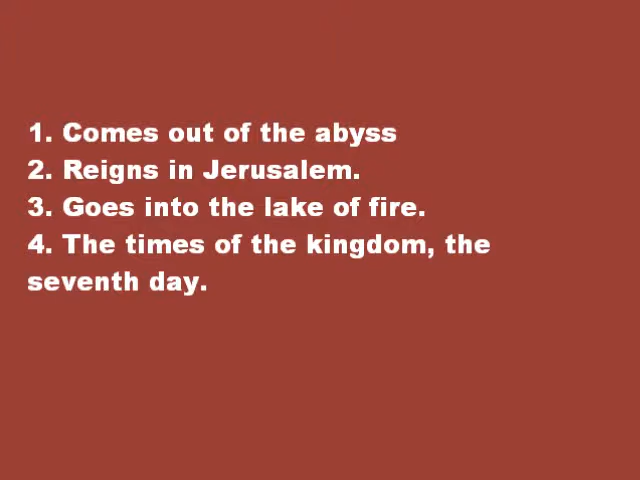 1. Comes out of the abyss
2. Reigns in Jerusalem.
3. Goes into the lake of fire.
4. The times of the kingdom, the
seventh day.